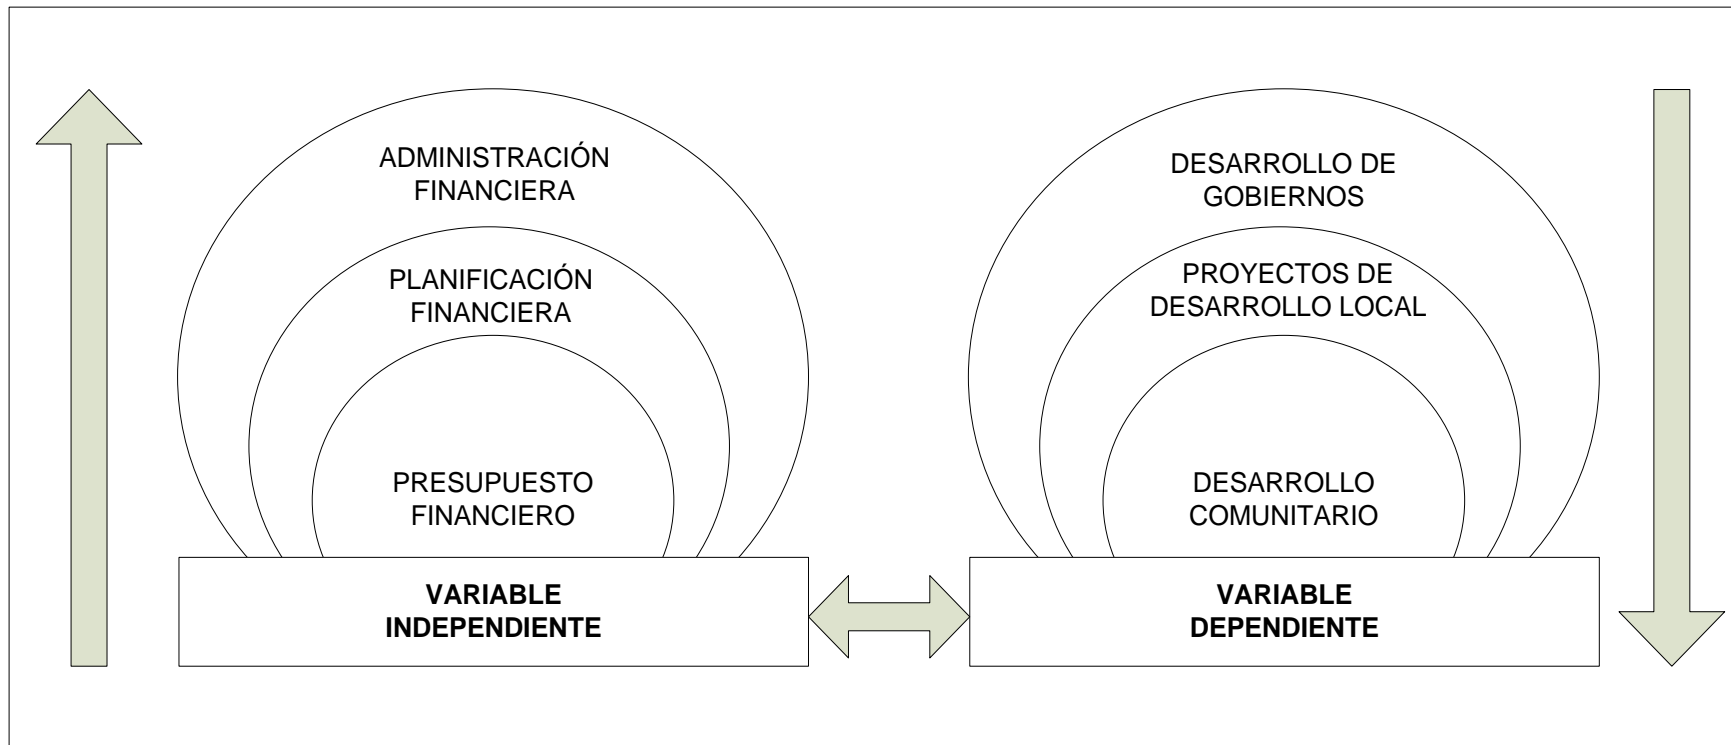 ADMINISTRACIÓN
FINANCIERA
PLANIFICACIÓN
FINANCIERA
PRESUPUESTO
FINANCIERO
VARIABLE
INDEPENDIENTE
DESARROLLO DE
GOBIERNOS
PROYECTOS DE
DESARROLLO LOCAL
DESARROLLO
COMUNITARIO
VARIABLE
DEPENDIENTE